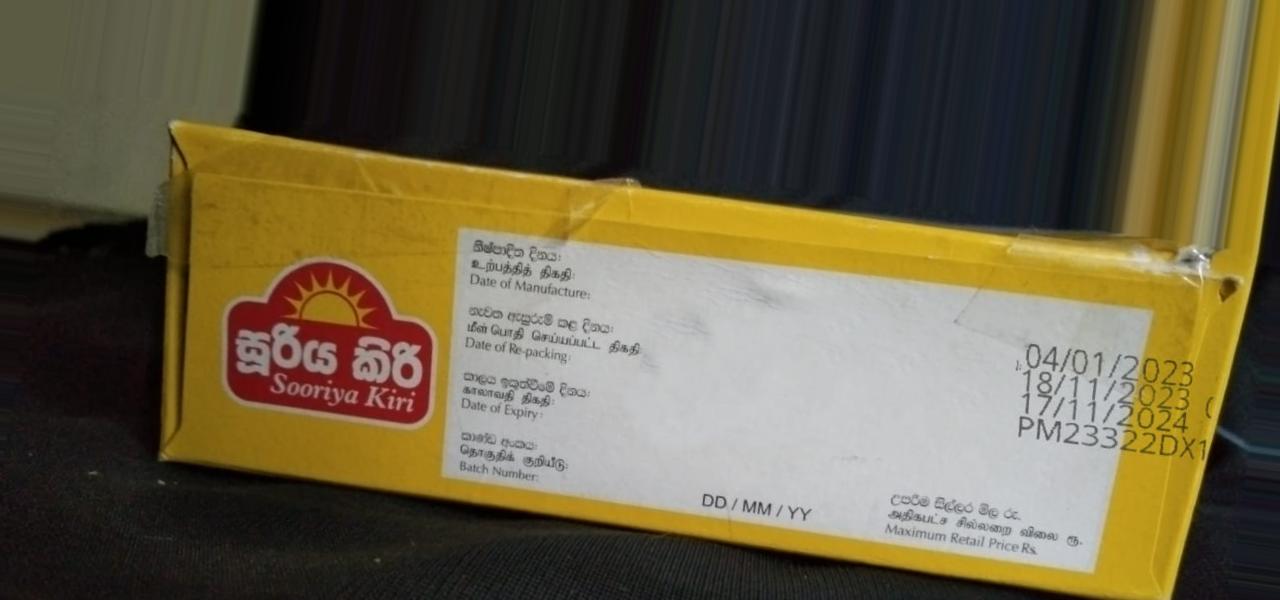 සූරිය කිරි
Sooriya Kiri
නිෂ්පාදිත දිනය:
உற்பத்தித் திகதி:
Date of Manufacture:
නැවත ඇසුරුම් කළ දිනය:
மீள் பொதி செய்யப்பட்ட திகதி:
Date of Re-packing:
කාලය ඉකුත්වීමේ දිනය:
காலாவதி திகதி:
Date of Expiry:
කාණ්ඩ අංකය:
தொகுதிக் குறியீடு:
Batch Number:
04/01/2023
18/11/2023
17/11/2024
PM23322DX1
DD / MM / YY
උපරිම සිල්ලර මිල රු.
அதிகபட்ச சில்லறை விலை ரூ.
Maximum Retail Price Rs.